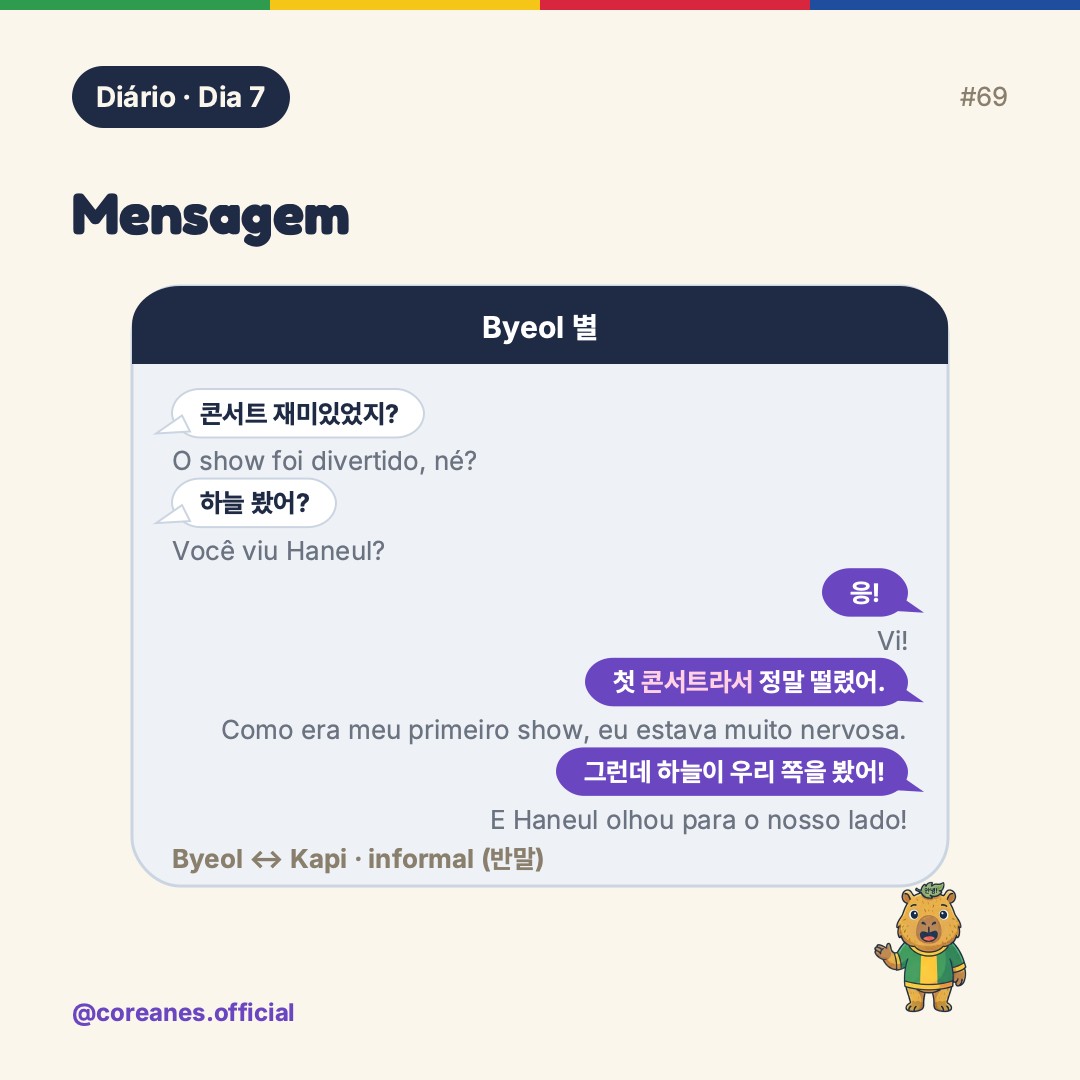 Diário · Dia 7
#69
Mensagem
Byeol 별
콘서트 재미있었지?
O show foi divertido, né?
하늘 봤어?
Você viu Haneul?
응!
Vi!
첫 콘서트라서 정말 떨렸어.
Como era meu primeiro show, eu estava muito nervosa.
그런데 하늘이 우리 쪽을 봤어!
E Haneul olhou para o nosso lado!
Byeol ↔ Kapi · informal (반말)
@coreanes.official